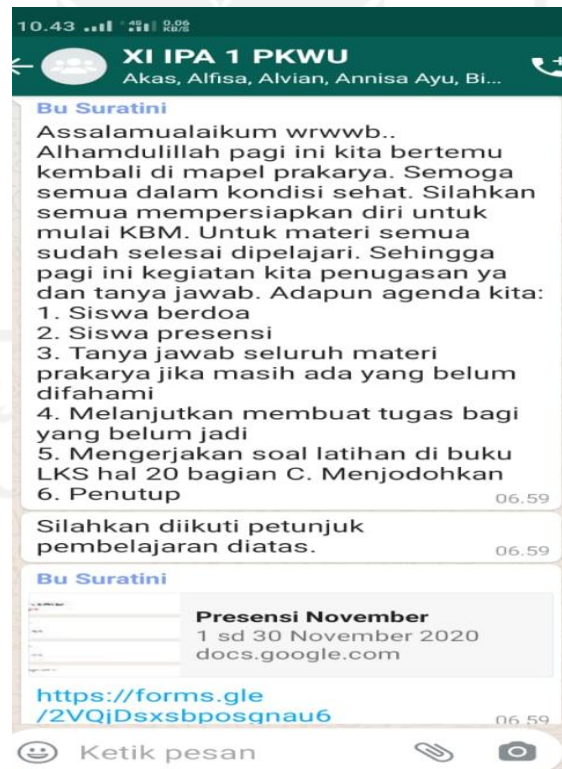 10.43 4G 0,06 KB/s
XI IPA 1 PKWU
Akas, Alfisa, Alvian, Annisa Ayu, Bi...
Bu Suratini
Assalamualaikum wrwwb..
Alhamdulillah pagi ini kita bertemu
kembali di mapel prakarya. Semoga
semua dalam kondisi sehat. Silahkan
semua mempersiapkan diri untuk
mulai KBM. Untuk materi semua
sudah selesai dipelajari. Sehingga
pagi ini kegiatan kita penugasan ya
dan tanya jawab. Adapun agenda kita:
1. Siswa berdoa
2. Siswa presensi
3. Tanya jawab seluruh materi
prakarya jika masih ada yang belum
difahami
4. Melanjutkan membuat tugas bagi
yang belum jadi
5. Mengerjakan soal latihan di buku
LKS hal 20 bagian C. Menjodohkan
6. Penutup
06.59
Silahkan diikuti petunjuk
pembelajaran diatas.
06.59
Bu Suratini
Presensi November
1 sd 30 November 2020
docs.google.com
https://forms.gle
/2VQjDsxsbposgnau6
06.59
Ketik pesan